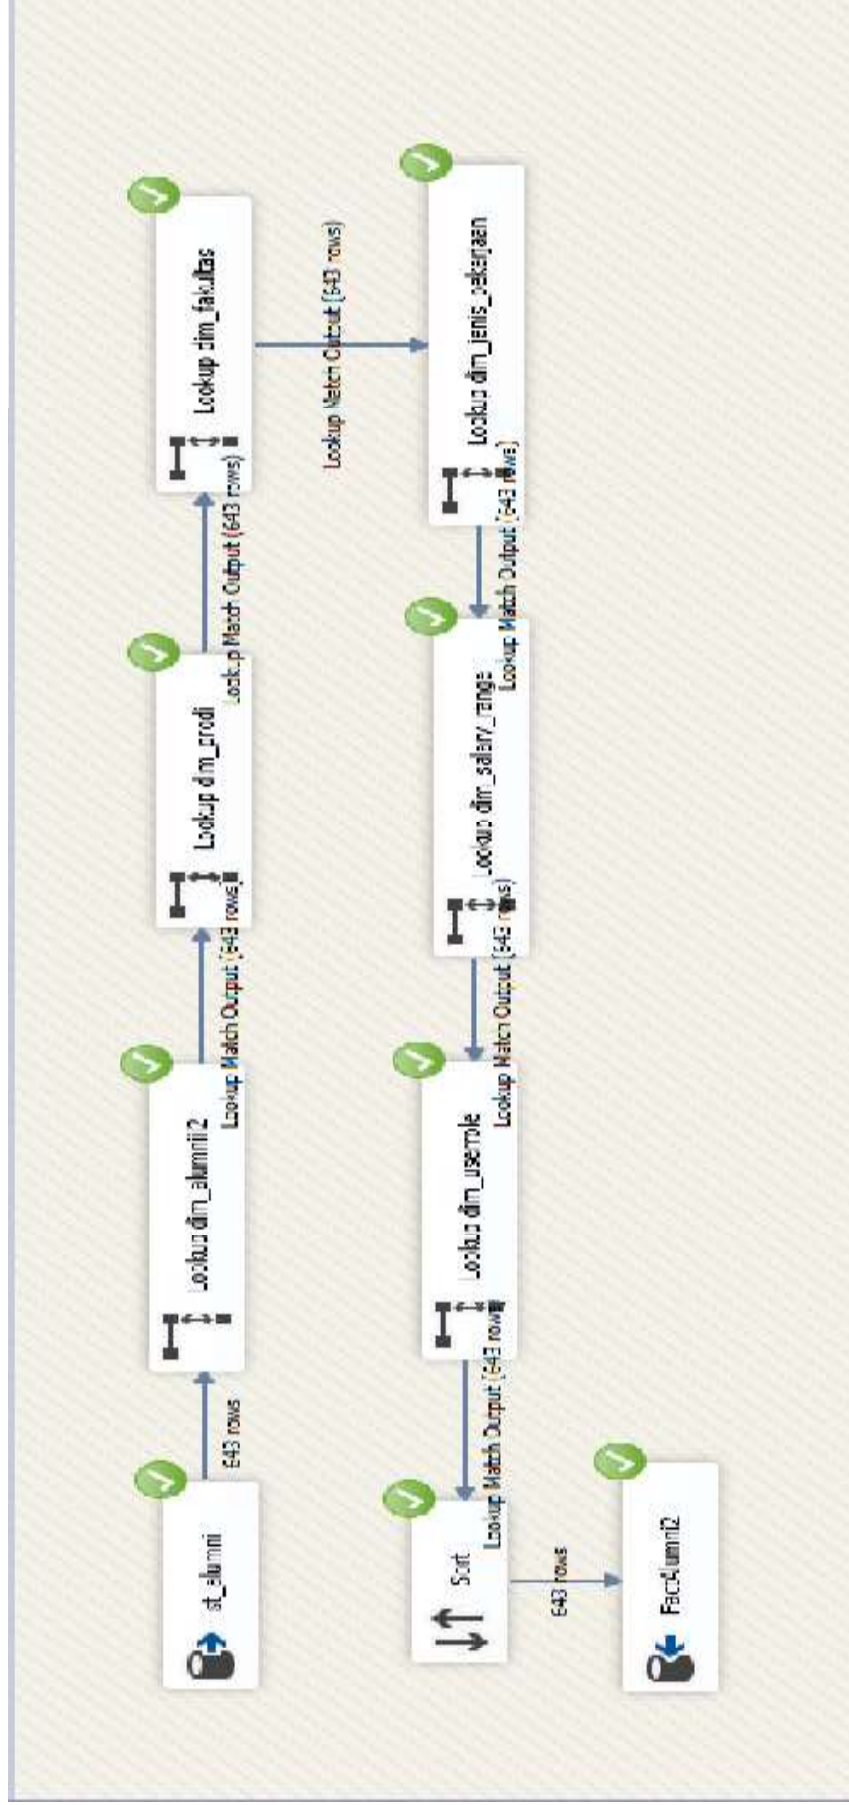 st_alumni
643 rows
Lookup dim_alumnii2
Lookup Match Output (643 rows)
Lookup dim_prodi
Lookup Match Output (643 rows)
Lookup dim_fakultas
Lookup Match Output (643 rows)
Lookup dim_jenis_pekerjaan
Lookup Match Output (643 rows)
Lookup dim_salary_range
Lookup Match Output (643 rows)
Lookup dim_userrole
Lookup Match Output (643 rows)
Sort
643 rows
FactAlumni2